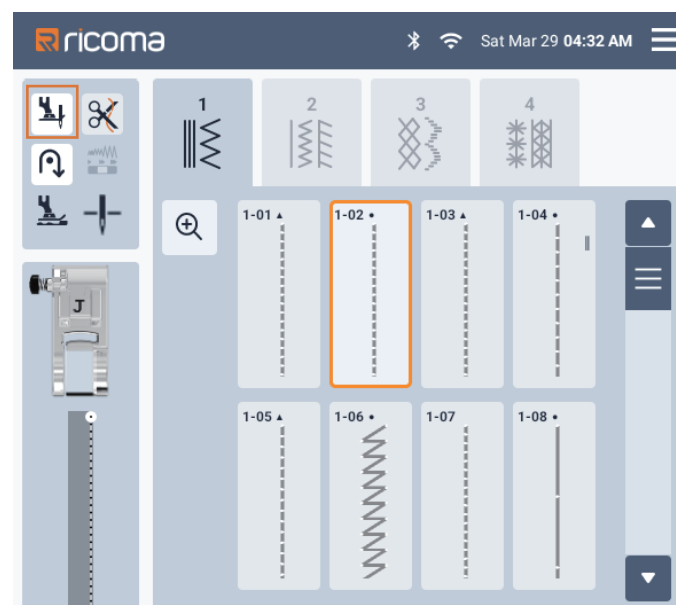 ricoma
Sat Mar 29 04:32 AM
1 2 3 4
1-01 ▲ 1-02 ● 1-03 ▲ 1-04 ●
J
1-05 ▲ 1-06 ● 1-07 1-08 ●